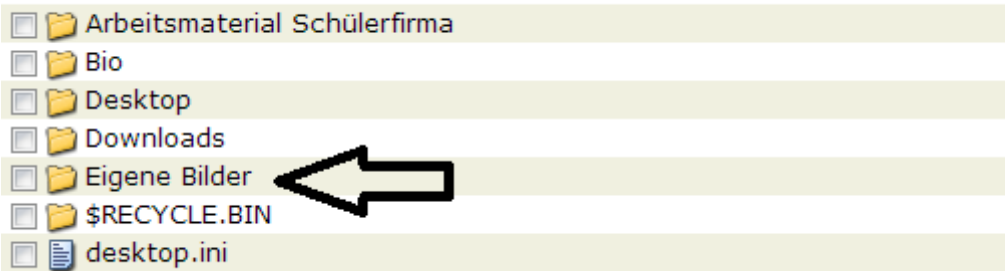 Arbeitsmaterial Schülerfirma
Bio
Desktop
Downloads
Eigene Bilder
$RECYCLE.BIN
desktop.ini